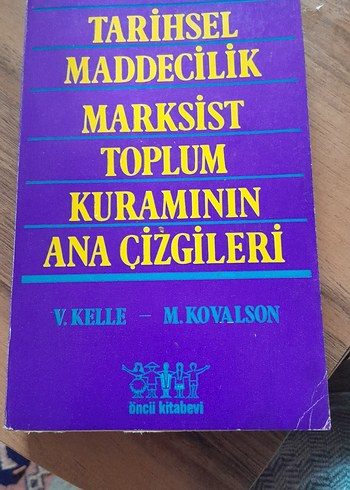 TARİHSEL
MADDECİLİK
MARKSİST
TOPLUM
KURAMININ
ANA ÇİZGİLERİ
V. KELLE – M. KOVALSON
öncü kitabevi